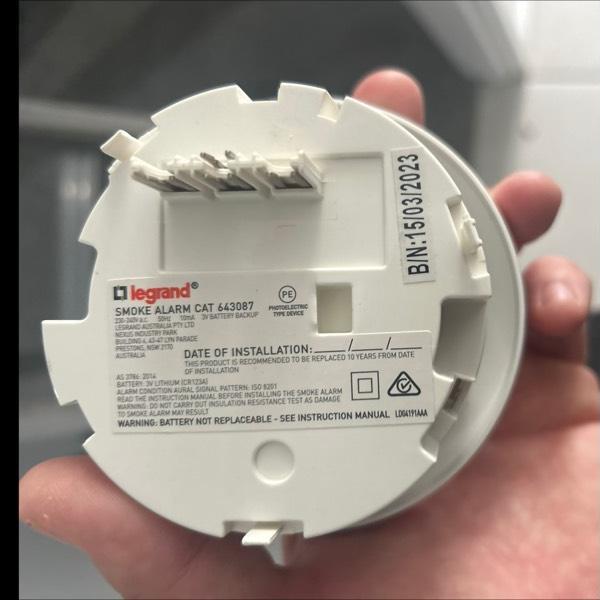 B/N:15/03/2023
legrand®
SMOKE ALARM CAT 643087
230-240V a.c. 50Hz 10mA 3V BATTERY BACKUP
LEGRAND AUSTRALIA PTY LTD
NEXUS INDUSTRY PARK
BUILDING 4, 43-47 LYN PARADE
PRESTONS, NSW 2170
AUSTRALIA
PE
PHOTOELECTRIC
TYPE DEVICE
DATE OF INSTALLATION:___/___/___
THIS PRODUCT IS RECOMMENDED TO BE REPLACED 10 YEARS FROM DATE
OF INSTALLATION
AS 3786: 2014
BATTERY: 3V LITHIUM (CR123A)
ALARM CONDITION AURAL SIGNAL PATTERN: ISO 8201
READ THE INSTRUCTION MANUAL BEFORE INSTALLING THE SMOKE ALARM
WARNING: DO NOT CARRY OUT INSULATION RESISTANCE TEST AS DAMAGE
TO SMOKE ALARM MAY RESULT
WARNING: BATTERY NOT REPLACEABLE - SEE INSTRUCTION MANUAL LD04191AAA